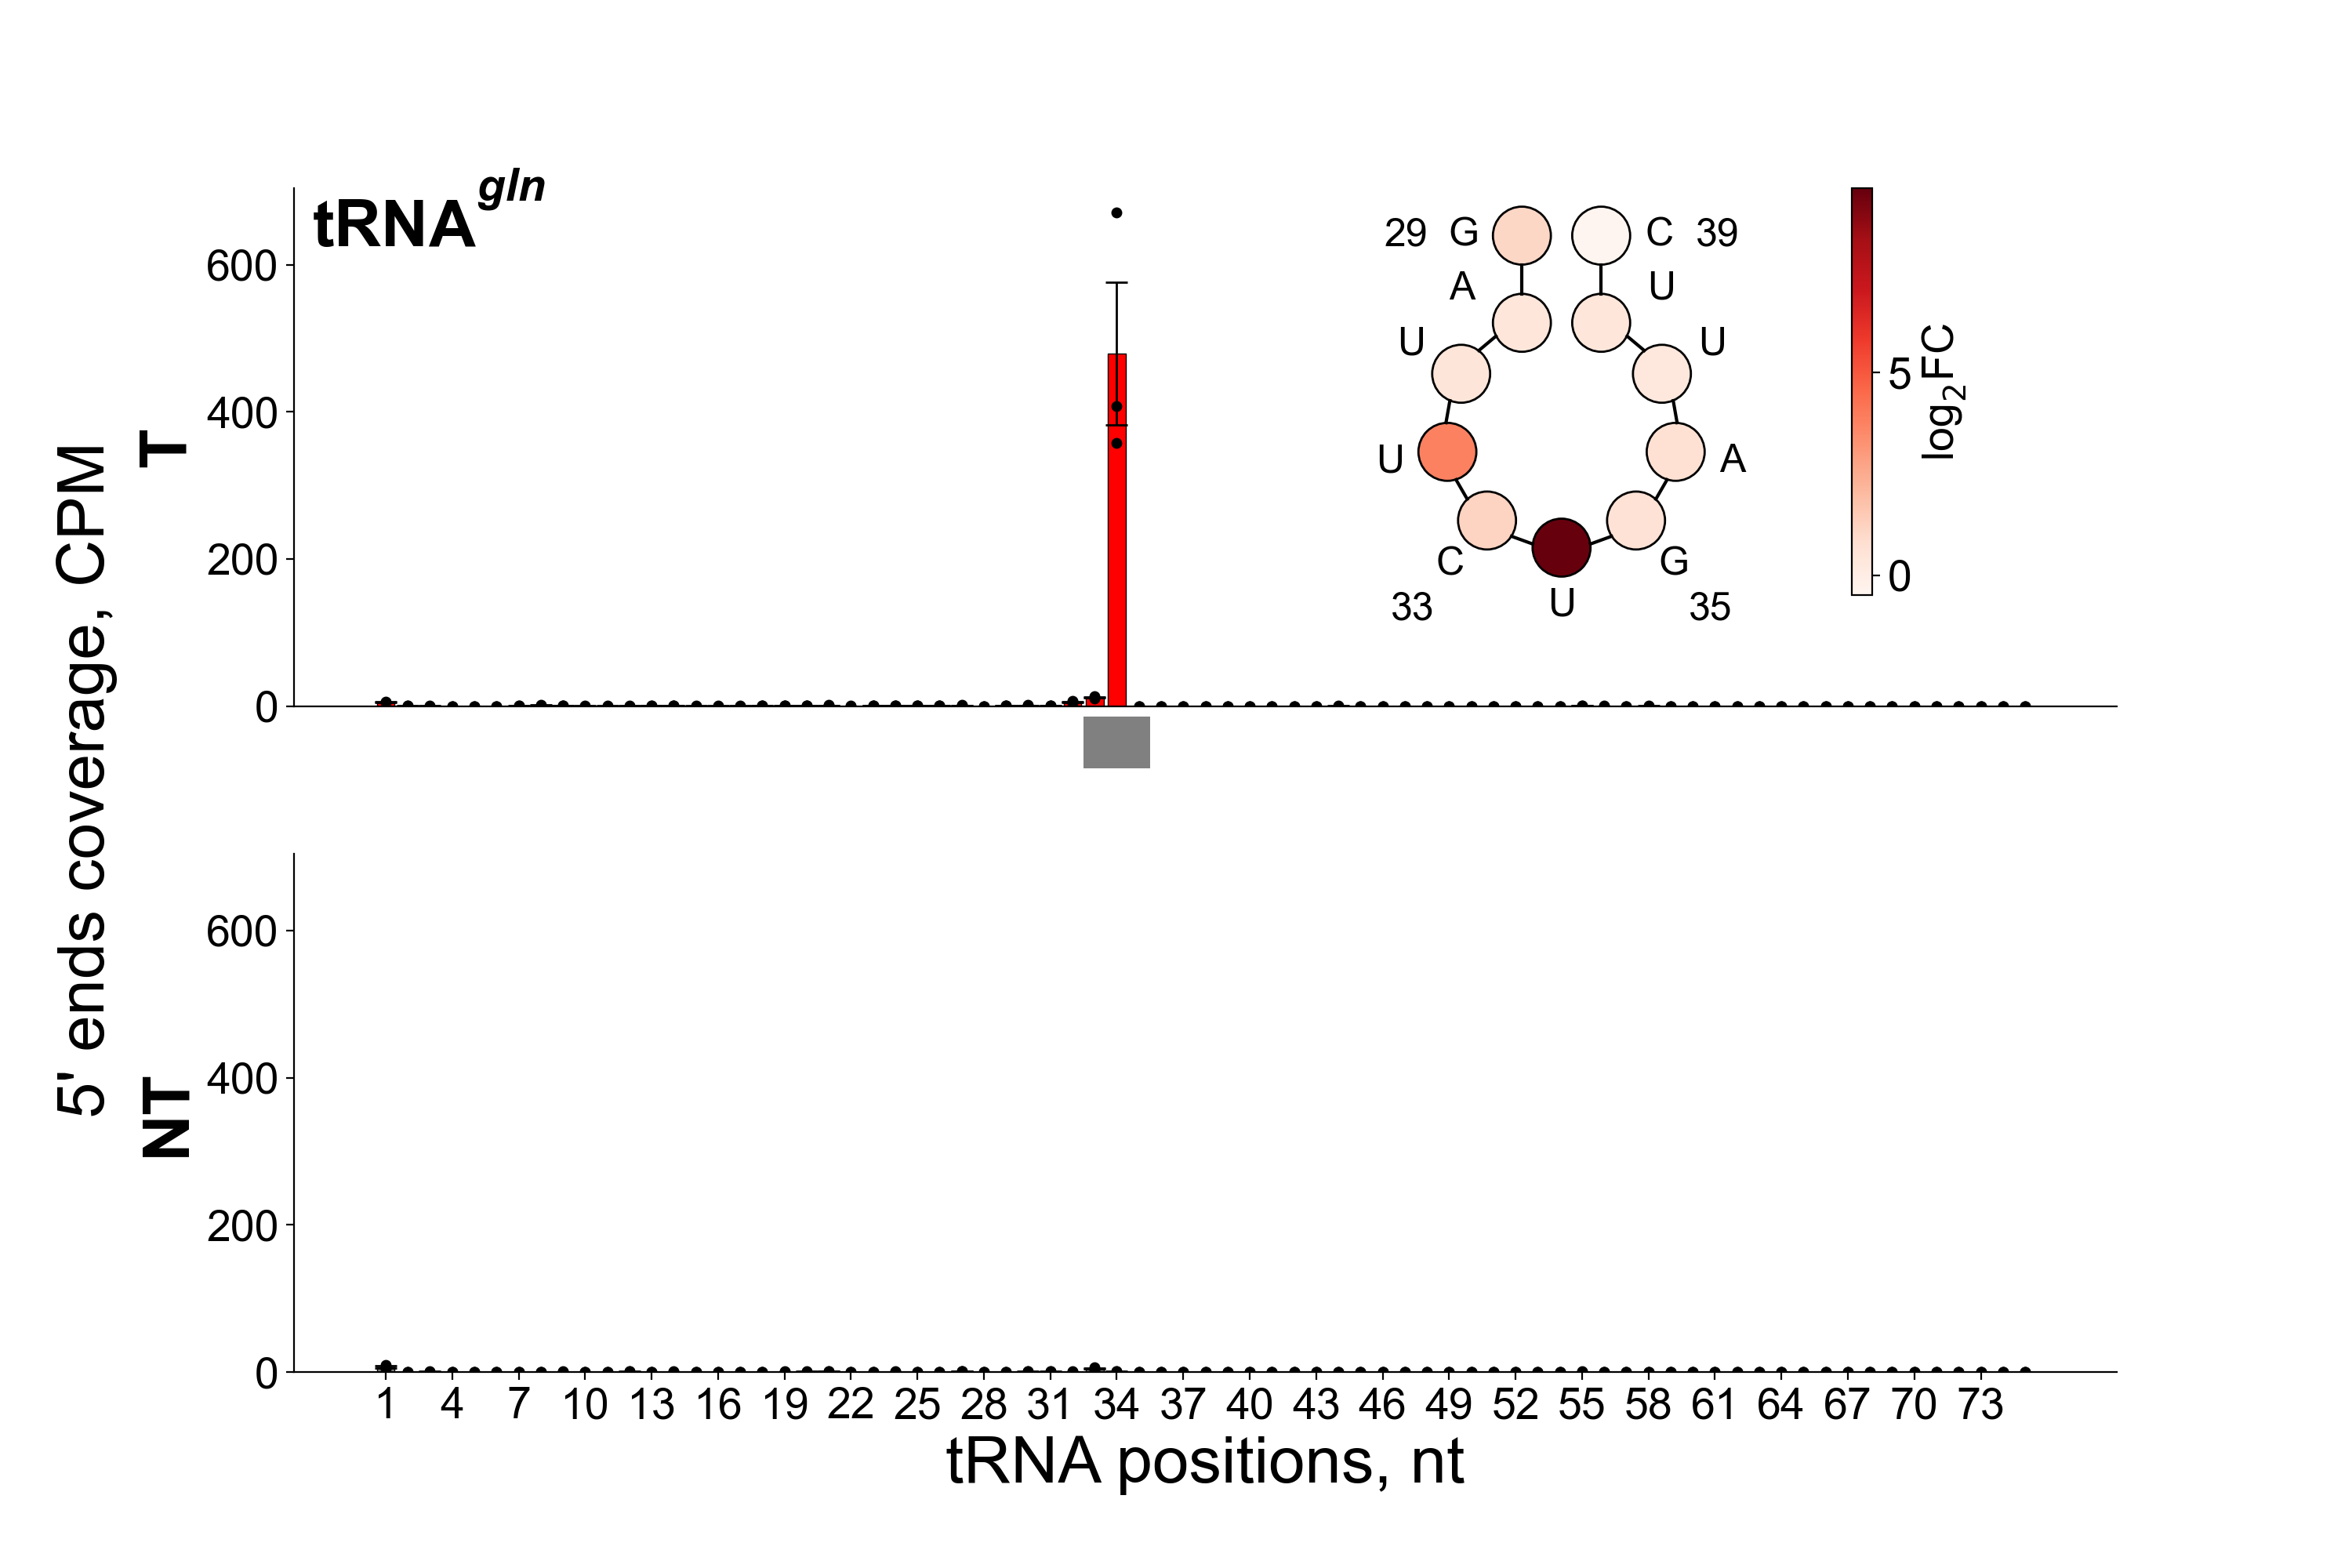 tRNA^gln
5' ends coverage, CPM
T
600
400
200
0
29 G C 39
A U
U U
U A
C G
33 U 35
5
0
log₂FC
NT
600
400
200
0
1 4 7 10 13 16 19 22 25 28 31 34 37 40 43 46 49 52 55 58 61 64 67 70 73
tRNA positions, nt